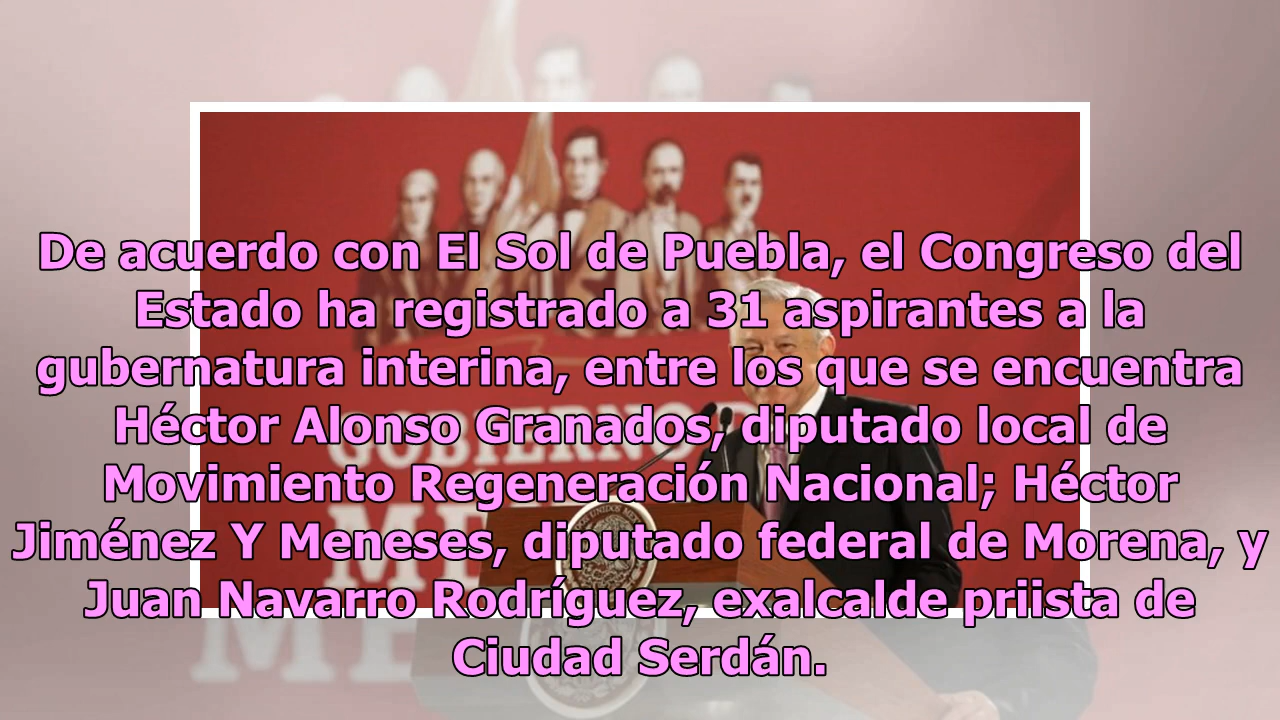 De acuerdo con El Sol de Puebla, el Congreso del
Estado ha registrado a 31 aspirantes a la
gubernatura interina, entre los que se encuentra
Héctor Alonso Granados, diputado local de
Movimiento Regeneración Nacional; Héctor
Jiménez Y Meneses, diputado federal de Morena, y
Juan Navarro Rodríguez, exalcalde priista de
Ciudad Serdán.
GOBIERNO D